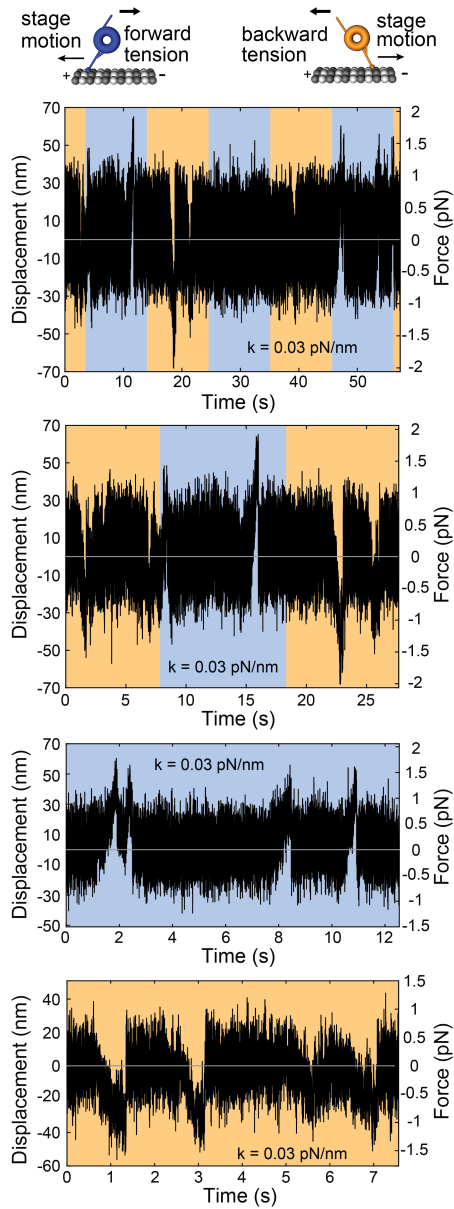 stage motion
forward tension
backward tension
stage motion
+
-
+
-
70
50
30
10
-10
-30
-50
70
Displacement (nm)
2
1.5
1
0.5
0
-0.5
-1
-1.5
-2
Force (pN)
k = 0.03 pN/nm
0 10 20 30 40 50
Time (s)
70
50
30
10
-10
-30
-50
-70
Displacement (nm)
2
1.5
1
0.5
0
-0.5
-1
-1.5
-2
Force (pN)
k = 0.03 pN/nm
0 5 10 15 20 25
Time (s)
70
50
30
10
-10
-30
-50
Displacement (nm)
2
1.5
1
0.5
0
-0.5
-1
-1.5
Force (pN)
k = 0.03 pN/nm
0 2 4 6 8 10 12
Time (s)
40
20
0
-20
-40
-60
Displacement (nm)
1.5
1
0.5
0
-0.5
-1
-1.5
Force (pN)
k = 0.03 pN/nm
0 1 2 3 4 5 6 7
Time (s)